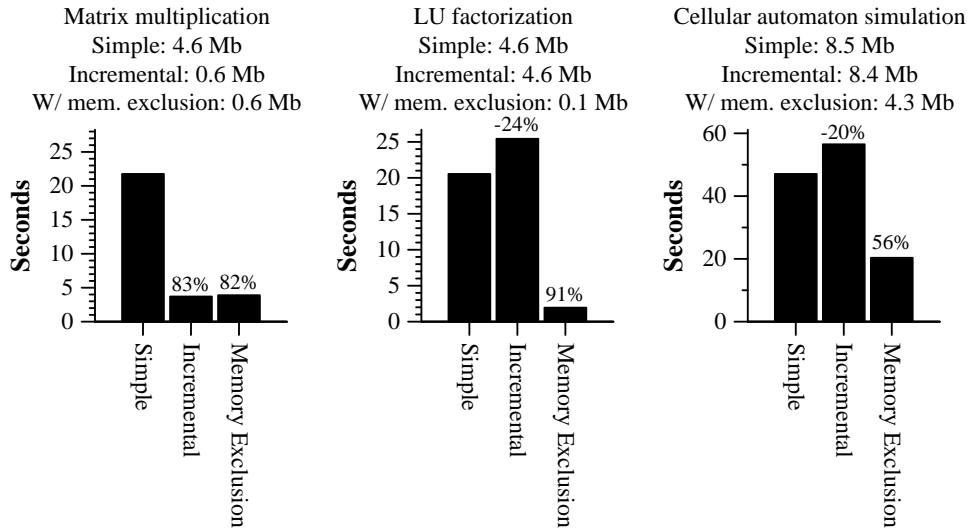 Matrix multiplication
Simple: 4.6 Mb
Incremental: 0.6 Mb
W/ mem. exclusion: 0.6 Mb
25
20
15
10
5
0
Seconds
83%
82%
Simple
Incremental
Memory Exclusion
LU factorization
Simple: 4.6 Mb
Incremental: 4.6 Mb
W/ mem. exclusion: 0.1 Mb
25
20
15
10
5
0
Seconds
-24%
91%
Simple
Incremental
Memory Exclusion
Cellular automaton simulation
Simple: 8.5 Mb
Incremental: 8.4 Mb
W/ mem. exclusion: 4.3 Mb
60
40
20
0
Seconds
-20%
56%
Simple
Incremental
Memory Exclusion